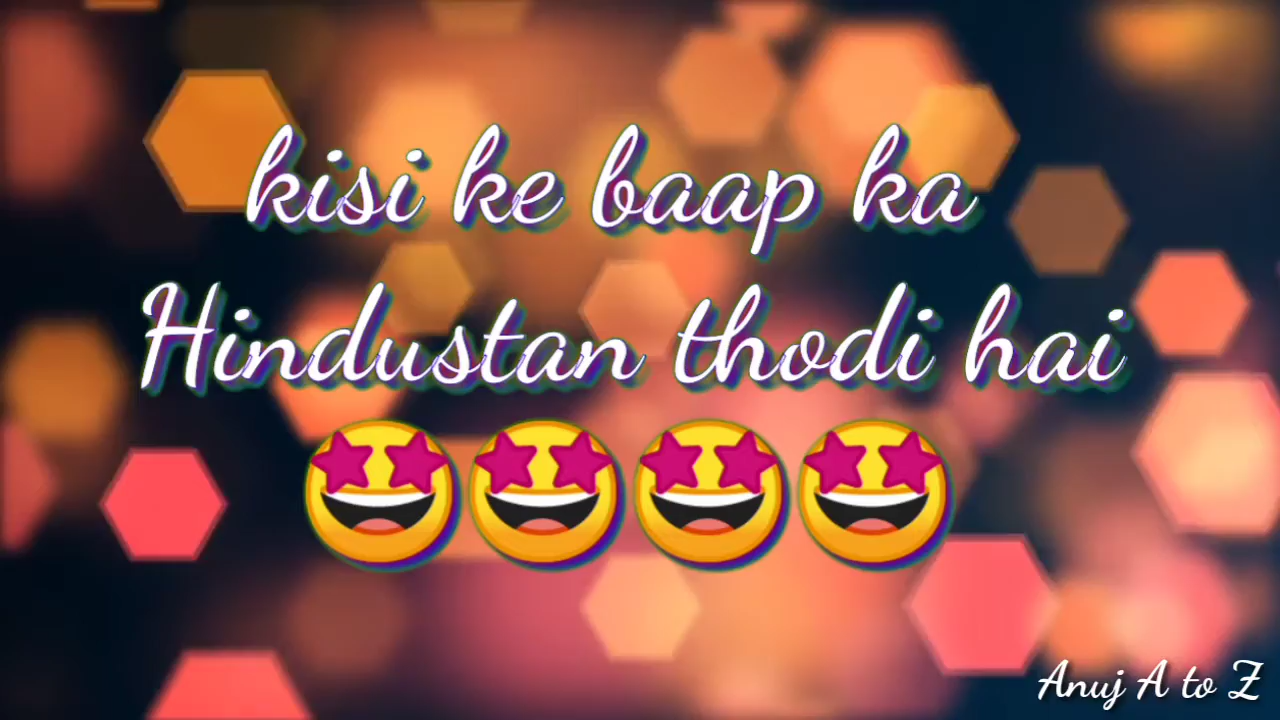 kisi ke baap ka
Hindustan thodi hai
🤩🤩🤩🤩
Anuj A to Z